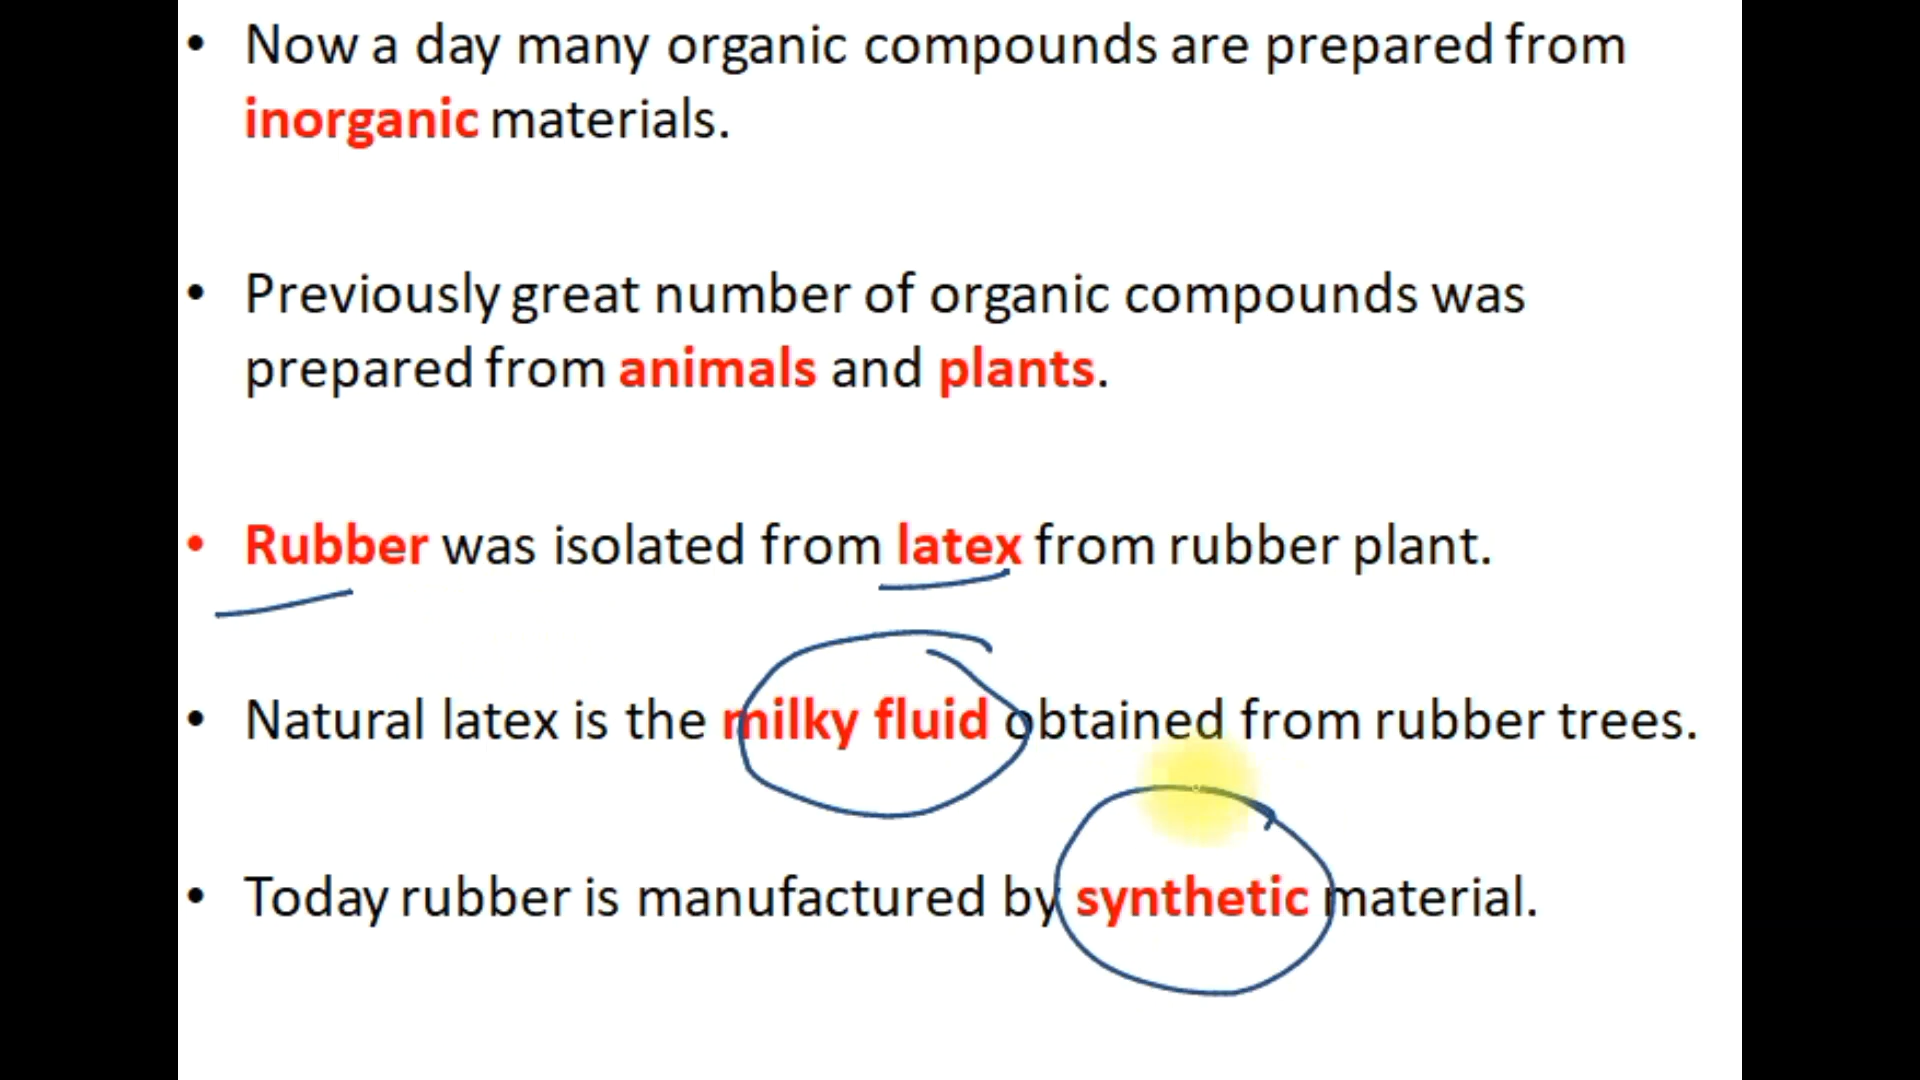 • Now a day many organic compounds are prepared from
inorganic materials.
• Previously great number of organic compounds was
prepared from animals and plants.
• Rubber was isolated from latex from rubber plant.
• Natural latex is the milky fluid obtained from rubber trees.
• Today rubber is manufactured by synthetic material.